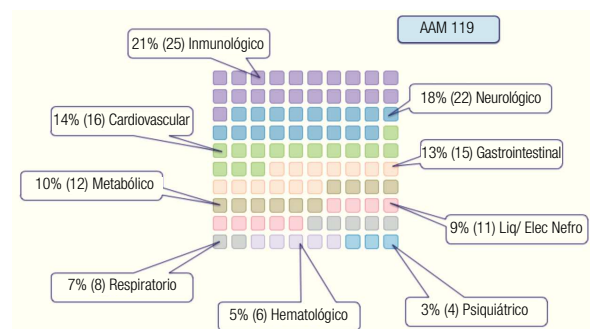 AAM 119
21% (25) Inmunológico
18% (22) Neurológico
14% (16) Cardiovascular
13% (15) Gastrointestinal
10% (12) Metabólico
9% (11) Liq/ Elec Nefro
7% (8) Respiratorio
5% (6) Hematológico
3% (4) Psiquiátrico